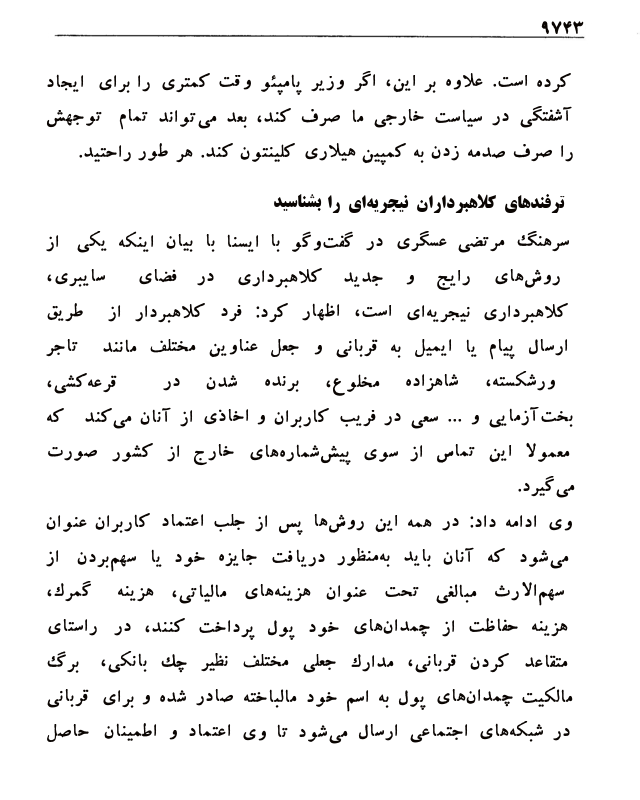 ۹۷۴۳
کرده است. علاوه بر این، اگر وزیر پامپئو وقت کمتری را برای ایجاد
آشفتگی در سیاست خارجی ما صرف کند، بعد می‌تواند تمام توجهش
را صرف صدمه زدن به کمپین هیلاری کلینتون کند. هر طور راحتید.
ترفندهای کلاهبرداران نیجریه‌ای را بشناسید
سرهنگ مرتضی عسگری در گفت‌وگو با ایسنا با بیان اینکه یکی از
روش‌های رایج و جدید کلاهبرداری در فضای سایبری،
کلاهبرداری نیجریه‌ای است، اظهار کرد: فرد کلاهبردار از طریق
ارسال پیام یا ایمیل به قربانی و جعل عناوین مختلف مانند تاجر
ورشکسته، شاهزاده مخلوع، برنده شدن در قرعه‌کشی،
بخت‌آزمایی و ... سعی در فریب کاربران و اخاذی از آنان می‌کند که
معمولا این تماس از سوی پیش‌شماره‌های خارج از کشور صورت
می‌گیرد.
وی ادامه داد: در همه این روش‌ها پس از جلب اعتماد کاربران عنوان
می‌شود که آنان باید به‌منظور دریافت جایزه خود یا سهم‌بردن از
سهم‌الارث مبالغی تحت عنوان هزینه‌های مالیاتی، هزینه گمرک،
هزینه حفاظت از چمدان‌های خود پول پرداخت کنند، در راستای
متقاعد کردن قربانی، مدارک جعلی مختلف نظیر چک بانکی، برگ
مالکیت چمدان‌های پول به اسم خود مالباخته صادر شده و برای قربانی
در شبکه‌های اجتماعی ارسال می‌شود تا وی اعتماد و اطمینان حاصل